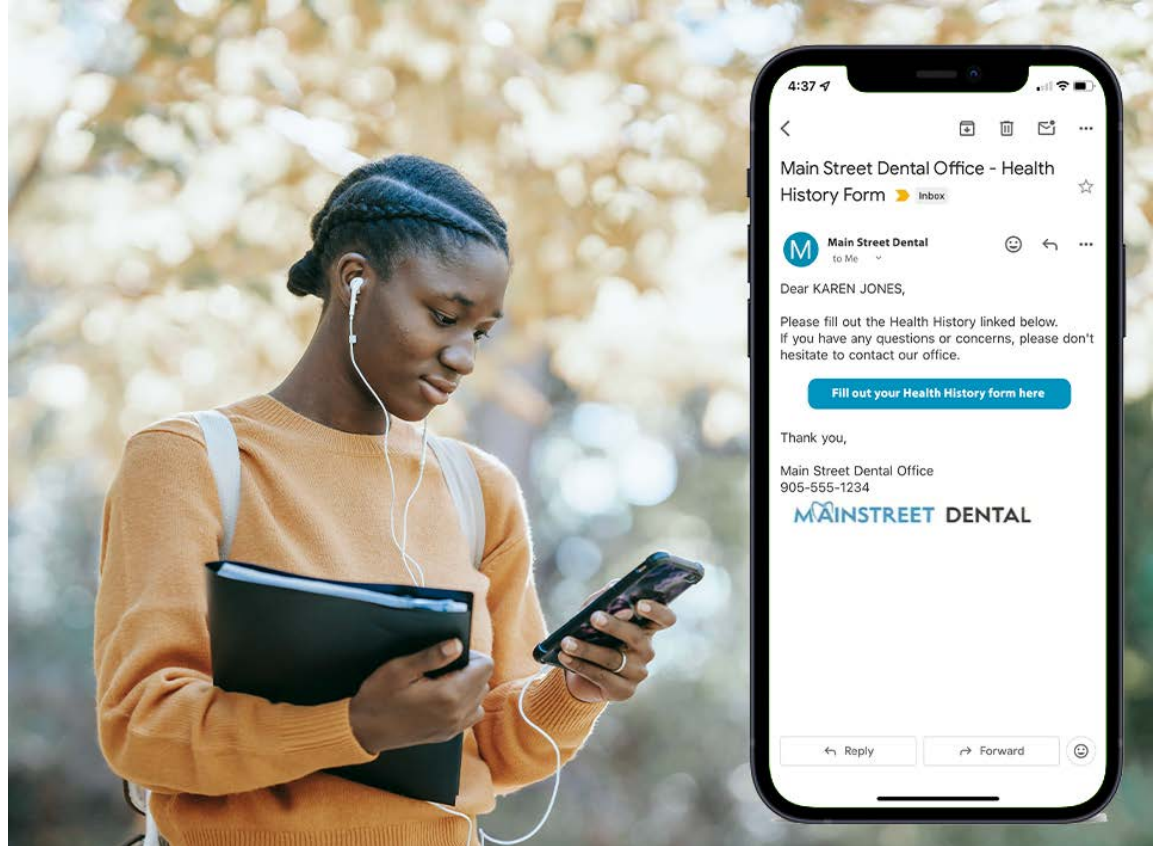 4:37
Main Street Dental Office - Health
History Form Inbox
M
Main Street Dental
to Me
Dear KAREN JONES,
Please fill out the Health History linked below.
If you have any questions or concerns, please don't
hesitate to contact our office.
Fill out your Health History form here
Thank you,
Main Street Dental Office
905-555-1234
MAINSTREET DENTAL
Reply
Forward